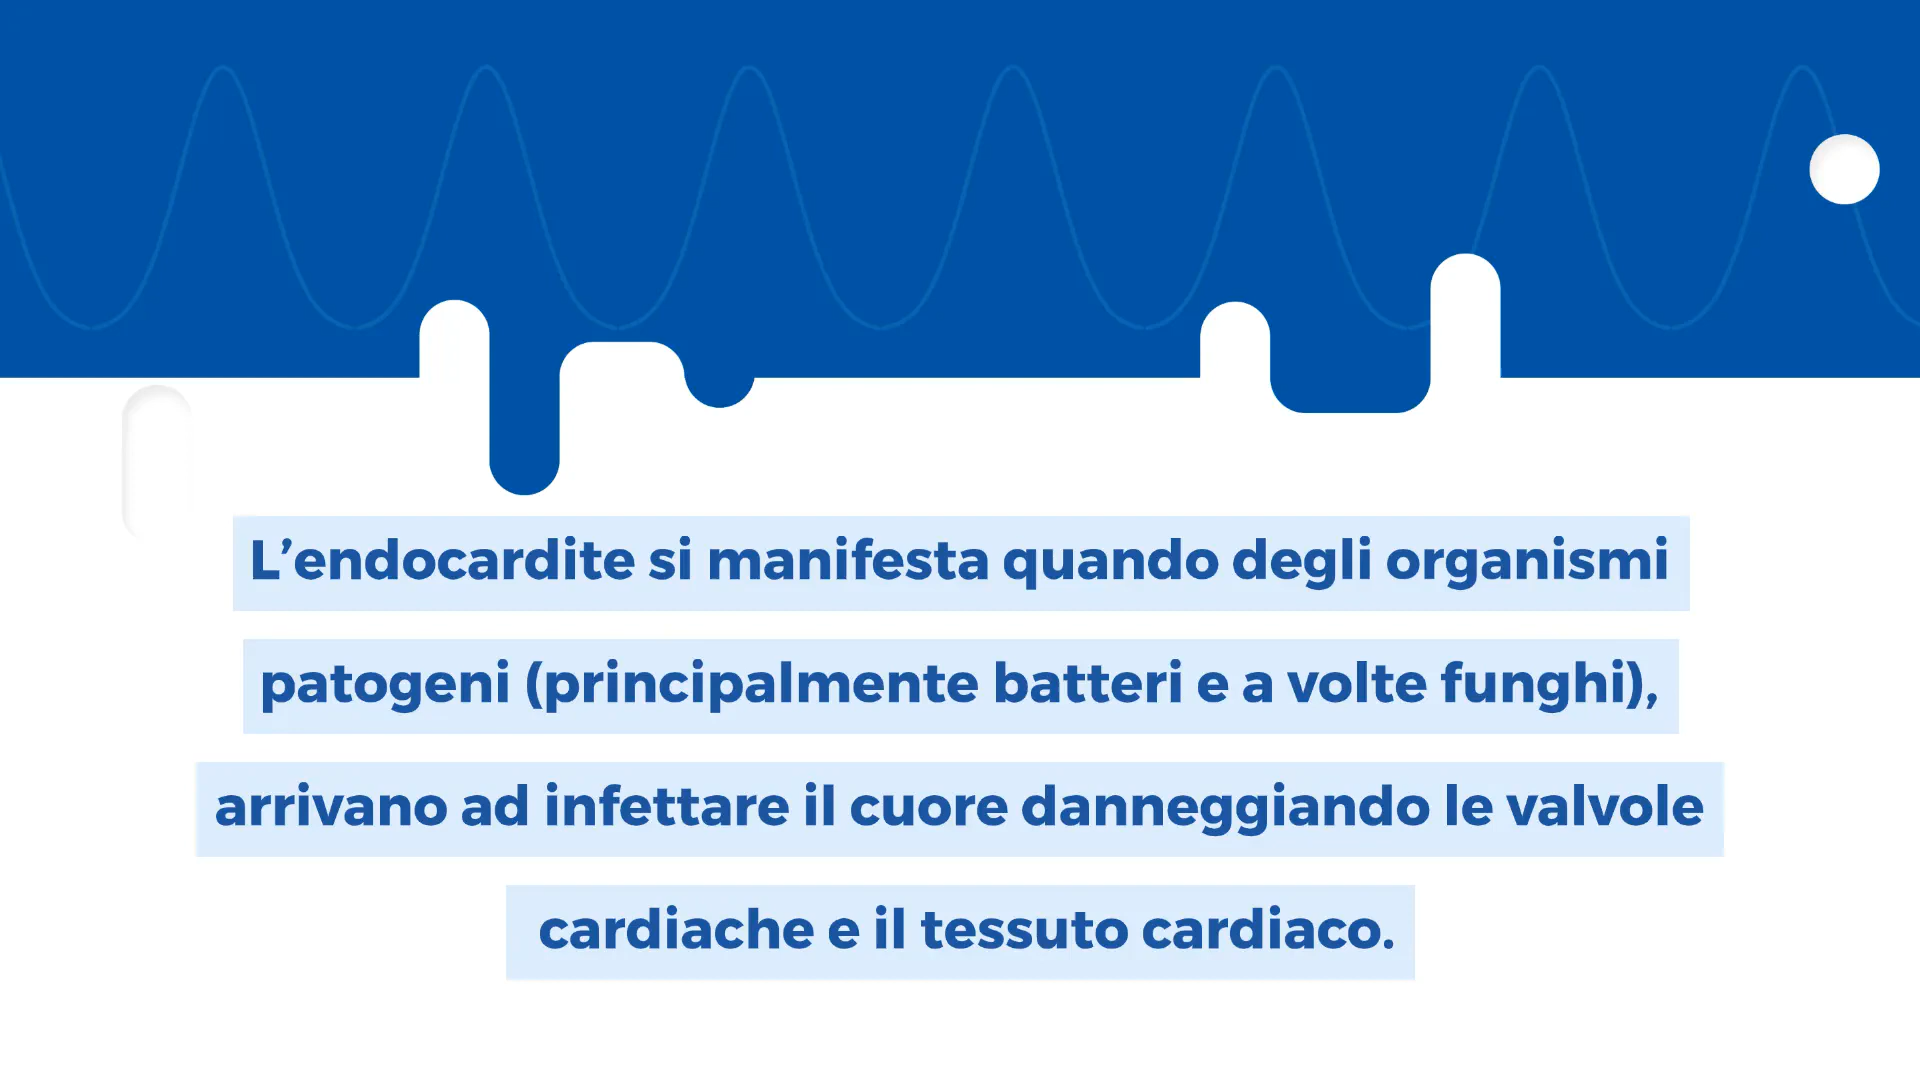 L’endocardite si manifesta quando degli organismi
patogeni (principalmente batteri e a volte funghi),
arrivano ad infettare il cuore danneggiando le valvole
cardiache e il tessuto cardiaco.